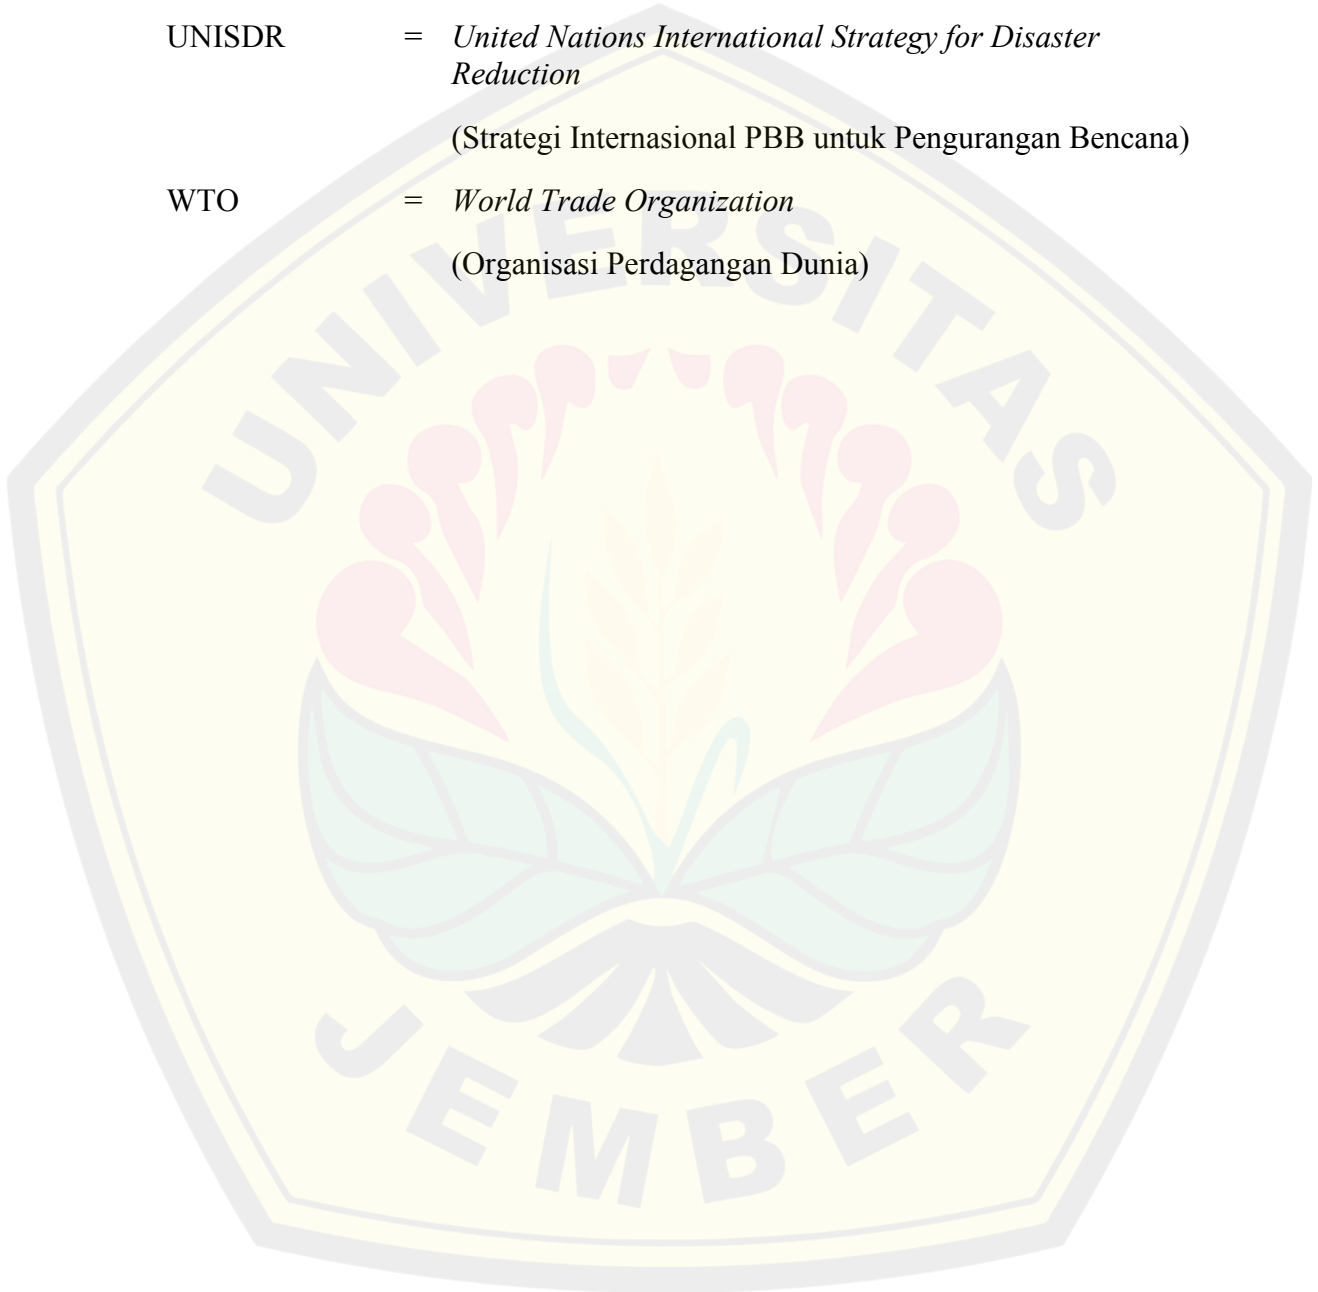 UNISDR = United Nations International Strategy for Disaster
Reduction
(Strategi Internasional PBB untuk Pengurangan Bencana)
WTO = World Trade Organization
(Organisasi Perdagangan Dunia)
UNIVERSITAS
JEMBER